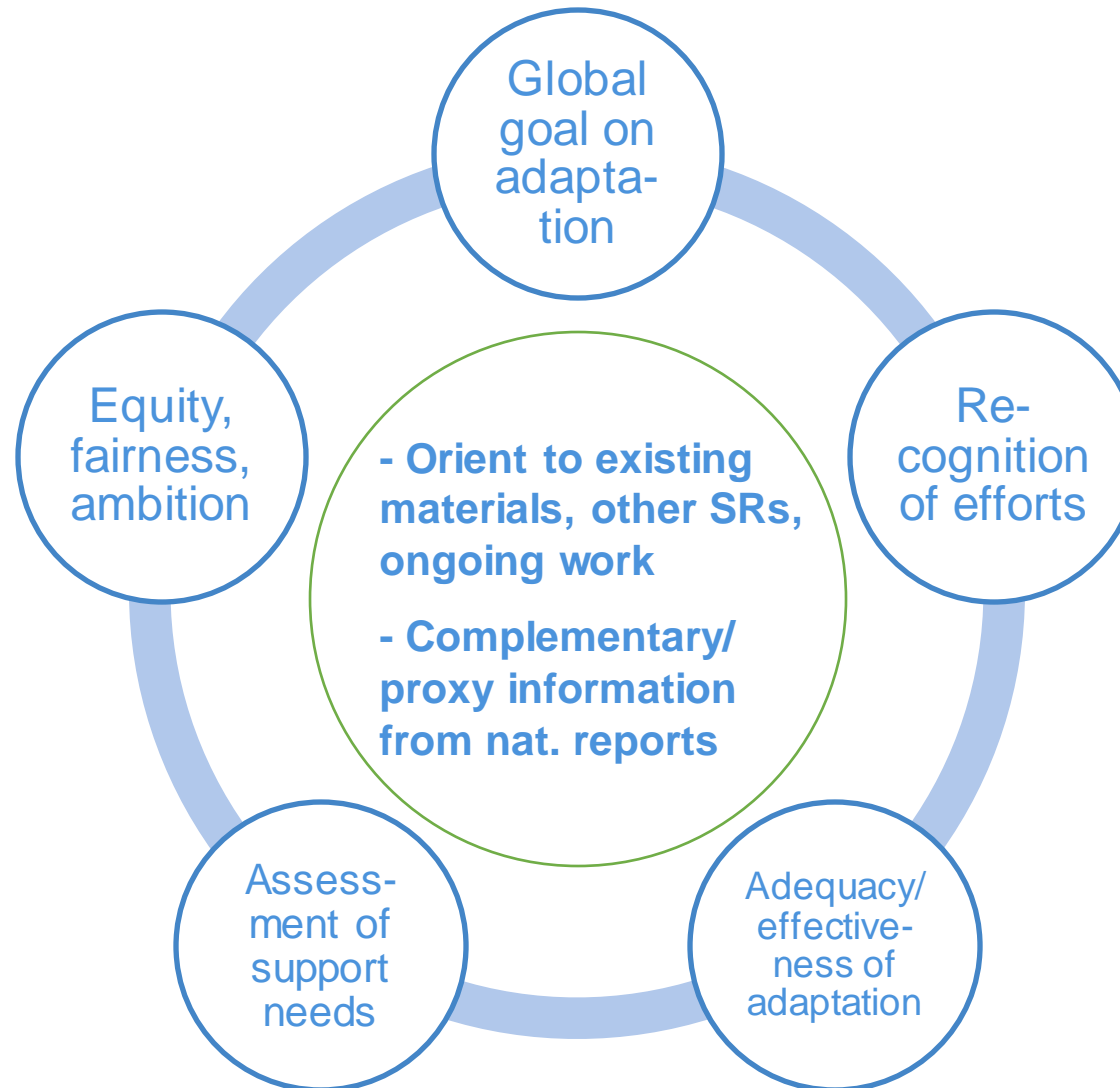 Global
goal on
adapta-
tion
Equity,
fairness,
ambition
Re-
cognition
of efforts
- Orient to existing
materials, other SRs,
ongoing work
- Complementary/
proxy information
from nat. reports
Assess-
ment of
support
needs
Adequacy/
effective-
ness of
adaptation